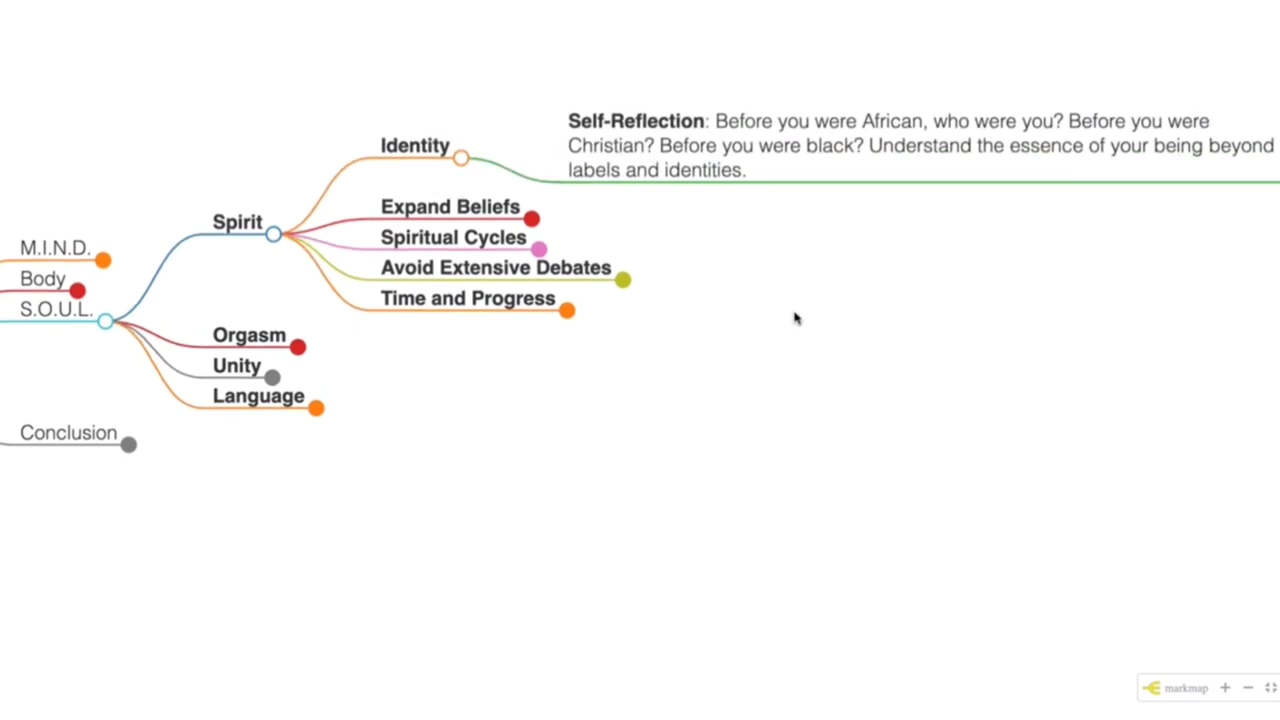 Self-Reflection: Before you were African, who were you? Before you were
Christian? Before you were black? Understand the essence of your being beyond
labels and identities.
Identity
Expand Beliefs
Spirit
Spiritual Cycles
M.I.N.D.
Avoid Extensive Debates
Body
Time and Progress
S.O.U.L.
Orgasm
Unity
Language
Conclusion
markmap + −